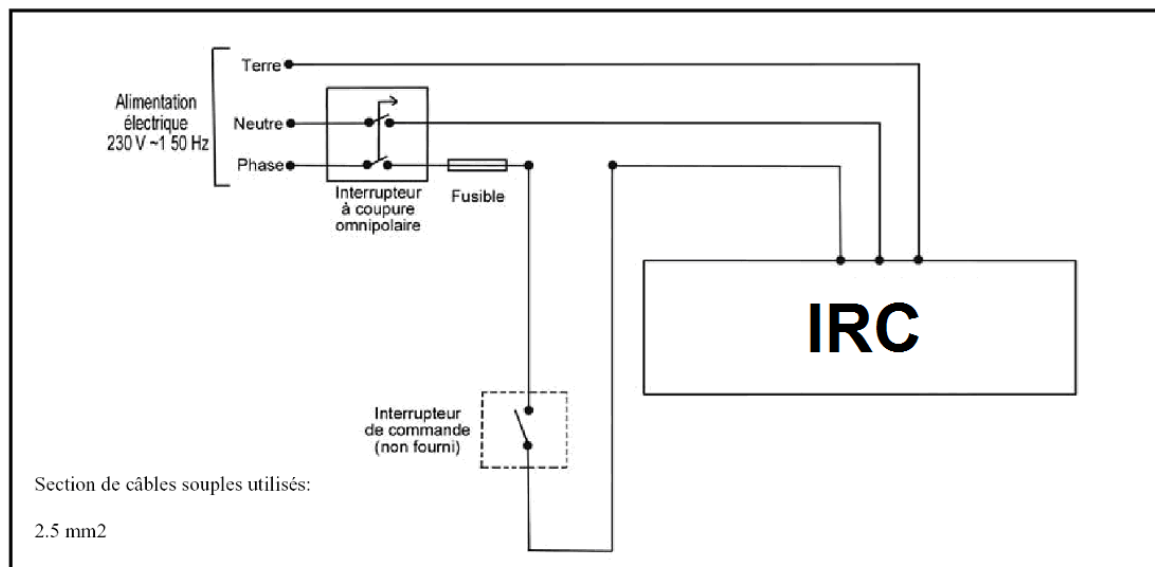 Terre
Alimentation
électrique
230 V ~1 50 Hz
Neutre
Phase
Interrupteur
à coupure
omnipolaire
Fusible
IRC
Interrupteur
de commande
(non fourni)
Section de câbles souples utilisés:
2.5 mm2